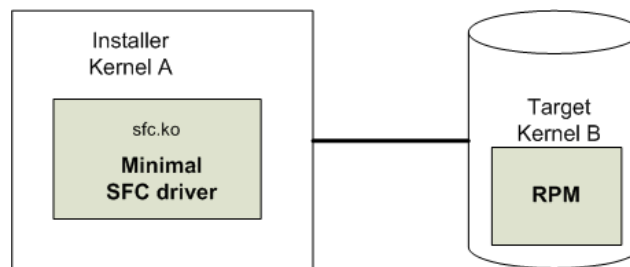 Installer
Kernel A
sfc.ko
Minimal
SFC driver
Target
Kernel B
RPM